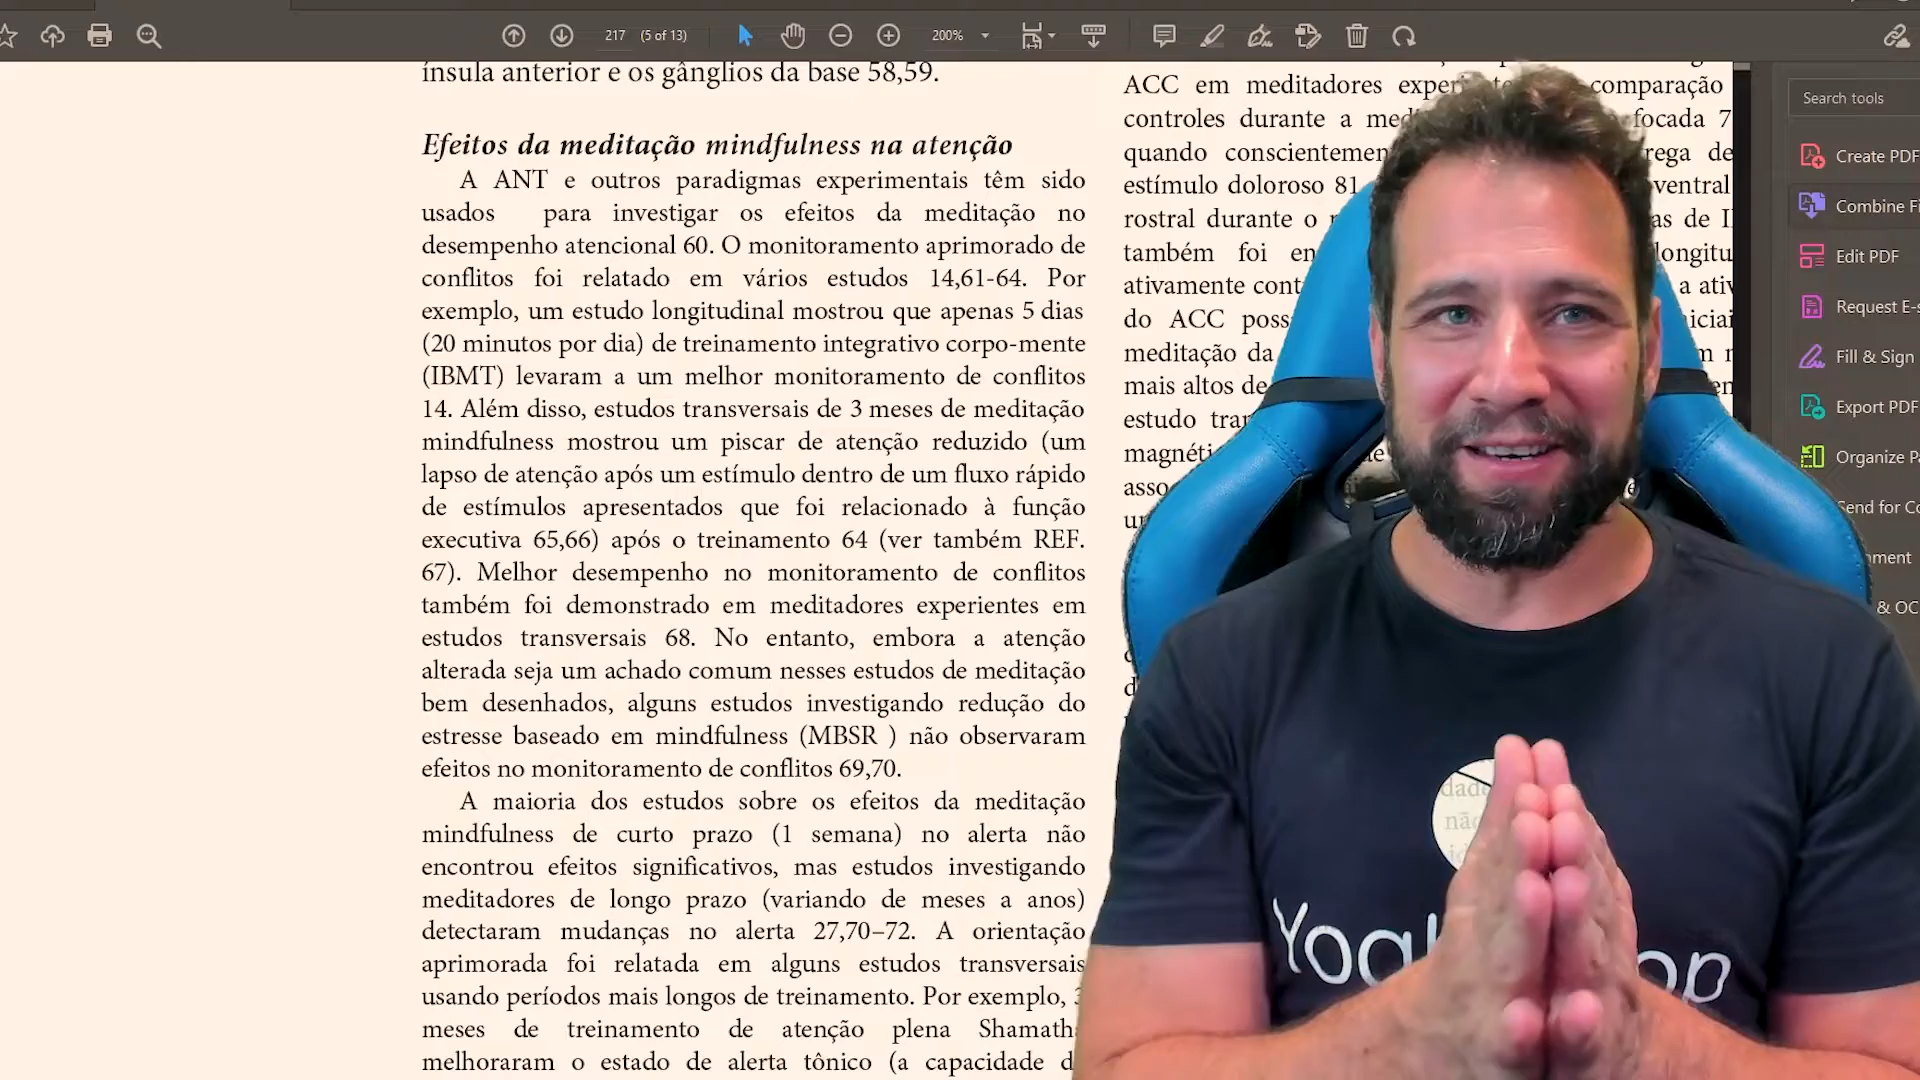 217 (5 of 13)
200%
ínsula anterior e os gânglios da base 58,59.
Efeitos da meditação mindfulness na atenção
A ANT e outros paradigmas experimentais têm sido
usados para investigar os efeitos da meditação no
desempenho atencional 60. O monitoramento aprimorado de
conflitos foi relatado em vários estudos 14,61-64. Por
exemplo, um estudo longitudinal mostrou que apenas 5 dias
(20 minutos por dia) de treinamento integrativo corpo-mente
(IBMT) levaram a um melhor monitoramento de conflitos
14. Além disso, estudos transversais de 3 meses de meditação
mindfulness mostrou um piscar de atenção reduzido (um
lapso de atenção após um estímulo dentro de um fluxo rápido
de estímulos apresentados que foi relacionado à função
executiva 65,66) após o treinamento 64 (ver também REF.
67). Melhor desempenho no monitoramento de conflitos
também foi demonstrado em meditadores experientes em
estudos transversais 68. No entanto, embora a atenção
alterada seja um achado comum nesses estudos de meditação
bem desenhados, alguns estudos investigando redução do
estresse baseado em mindfulness (MBSR ) não observaram
efeitos no monitoramento de conflitos 69,70.
A maioria dos estudos sobre os efeitos da meditação
mindfulness de curto prazo (1 semana) no alerta não
encontrou efeitos significativos, mas estudos investigando
meditadores de longo prazo (variando de meses a anos)
detectaram mudanças no alerta 27,70–72. A orientação
aprimorada foi relatada em alguns estudos transversais
usando períodos mais longos de treinamento. Por exemplo,
meses de treinamento de atenção plena
melhoraram o estado de alerta tônico (a capacidade
ACC em meditadores comparação
controles durante a focada 7
quando
estímulo doloroso 81 ventral
rostral durante o
também foi
ativamente a
do ACC
meditação da
mais altos de
estudo
Search tools
Create PDF
Combine
Edit PDF
Request
Fill & Sign
Export PDF
Organize
Send for
&